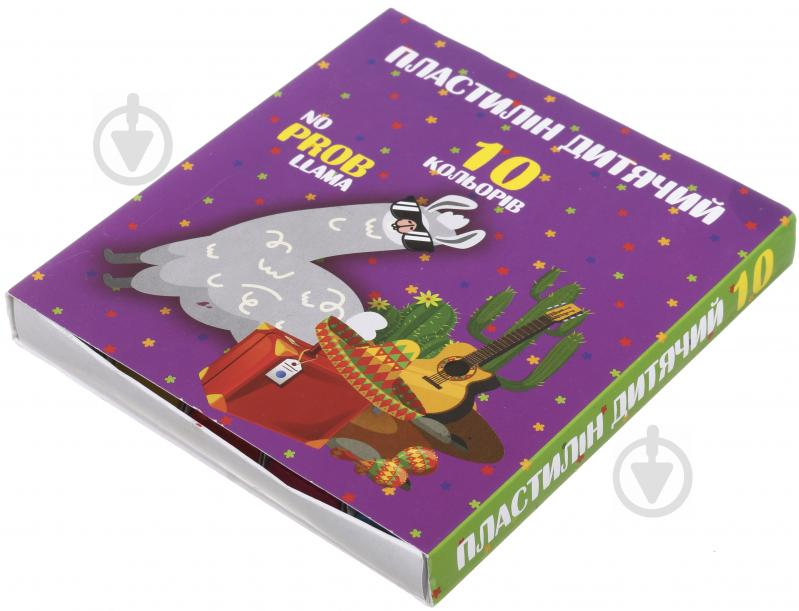 ПЛАСТИЛІН ДИТЯЧИЙ
10
КОЛЬОРІВ
NO
PROB
LLAMA
ПЛАСТИЛІН ДИТЯЧИЙ 10